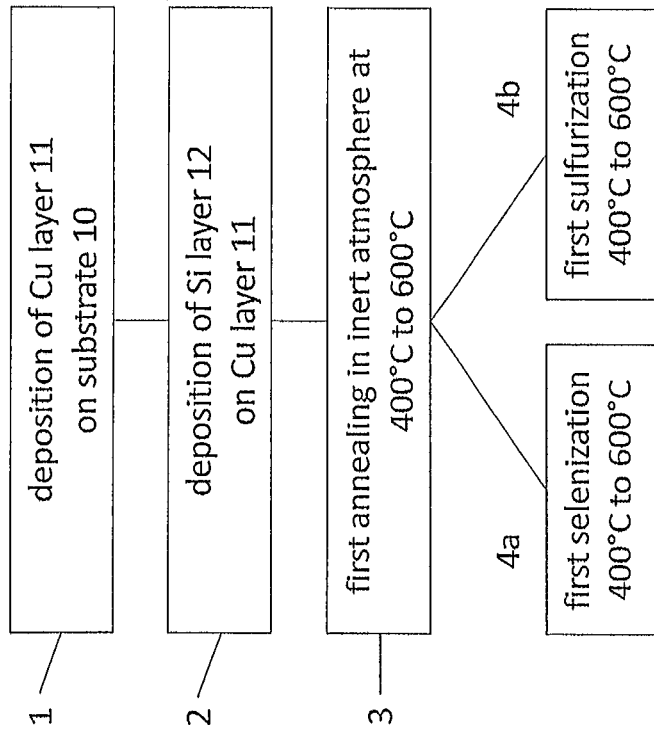 1
deposition of Cu layer 11
on substrate 10
2
deposition of Si layer 12
on Cu layer 11
3
first annealing in inert atmosphere at
400°C to 600°C
4a
first selenization
400°C to 600°C
4b
first sulfurization
400°C to 600°C